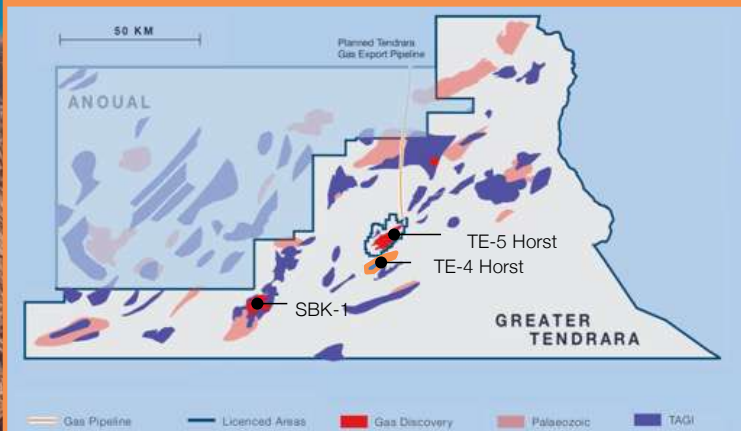 50 KM
Planned Tendrara
Gas Export Pipeline
ANOUAL
TE-5 Horst
TE-4 Horst
SBK-1
GREATER
TENDRARA
Gas Pipeline
Licenced Areas
Gas Discovery
Palaeozoic
TAGI